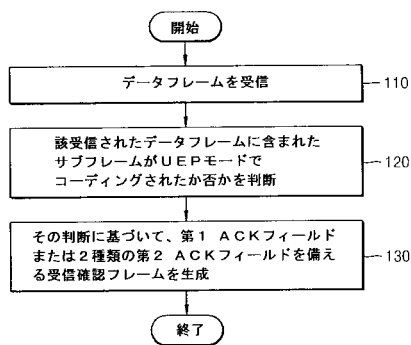 開始
データフレームを受信
110
該受信されたデータフレームに含まれた
サブフレームがUEPモードで
コーディングされたか否かを判断
120
その判断に基づいて、第1 ACKフィールド
または2種類の第2 ACKフィールドを備え
る受信確認フレームを生成
130
終了